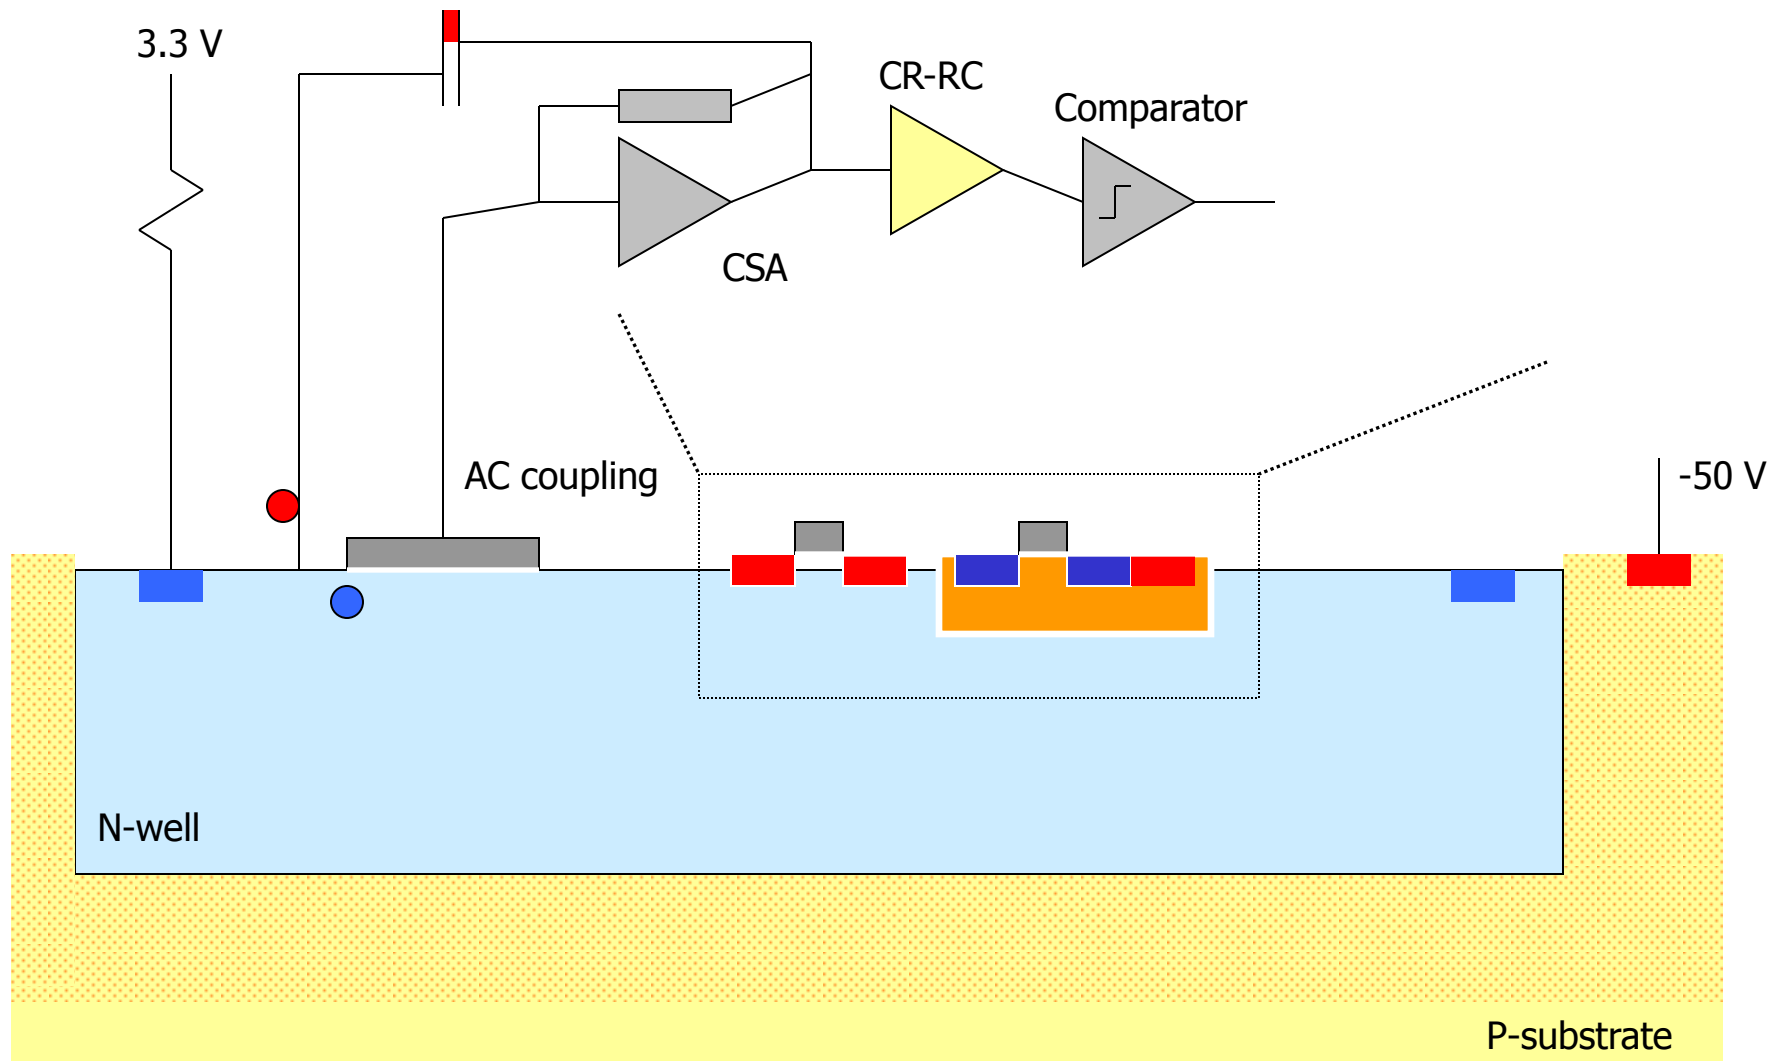 3.3 V
CR-RC
Comparator
CSA
AC coupling
-50 V
N-well
P-substrate